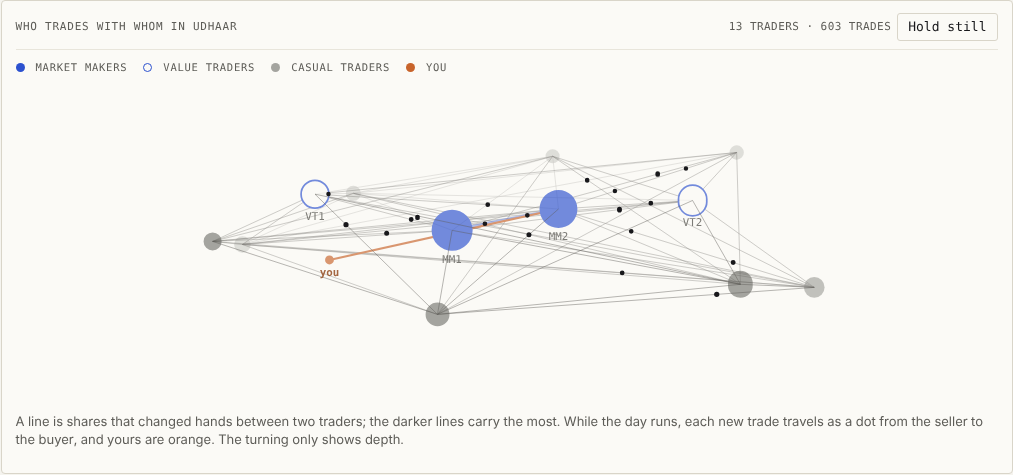 WHO TRADES WITH WHOM IN UDHAAR
13 TRADERS · 603 TRADES
Hold still
MARKET MAKERS
VALUE TRADERS
CASUAL TRADERS
YOU
VT1
MM2
VT2
MM1
you
A line is shares that changed hands between two traders; the darker lines carry the most. While the day runs, each new trade travels as a dot from the seller to
the buyer, and yours are orange. The turning only shows depth.